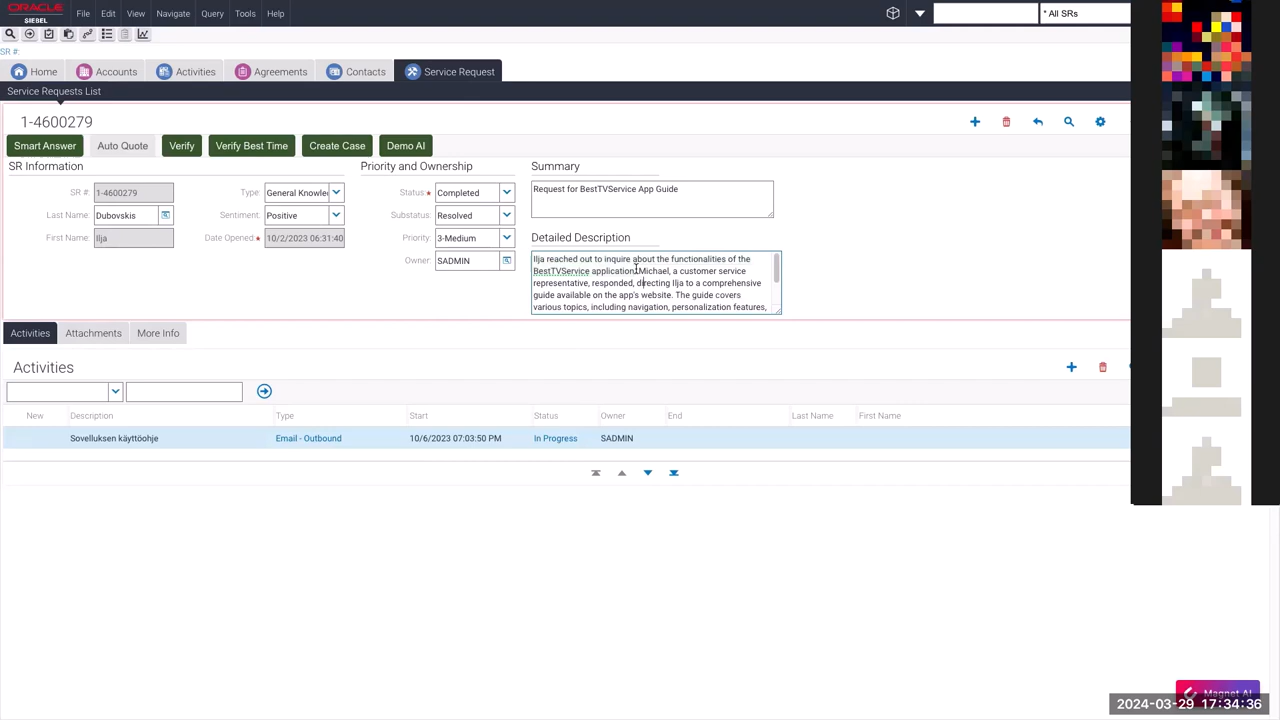 ORACLE
SIEBEL
File Edit View Navigate Query Tools Help
* All SRs
SR #:
Home Accounts Activities Agreements Contacts Service Request
Service Requests List
1-4600279
Smart Answer Auto Quote Verify Verify Best Time Create Case Demo AI
SR Information Priority and Ownership Summary
SR #: 1-4600279 Type: General Knowle Status: Completed Request for BestTVService App Guide
Last Name: Dubovskis Sentiment: Positive Substatus: Resolved
First Name: Ilja Date Opened: 10/2/2023 06:31:40 Priority: 3-Medium Detailed Description
Owner: SADMIN
Ilja reached out to inquire about the functionalities of the
BestTVService application. Michael, a customer service
representative, responded, directing Ilja to a comprehensive
guide available on the app's website. The guide covers
various topics, including navigation, personalization features,
Activities Attachments More Info
Activities
New Description Type Start Status Owner End Last Name First Name
Sovelluksen käyttöohje Email - Outbound 10/6/2023 07:03:50 PM In Progress SADMIN
Magnet AI
2024-03-29 17:34:36